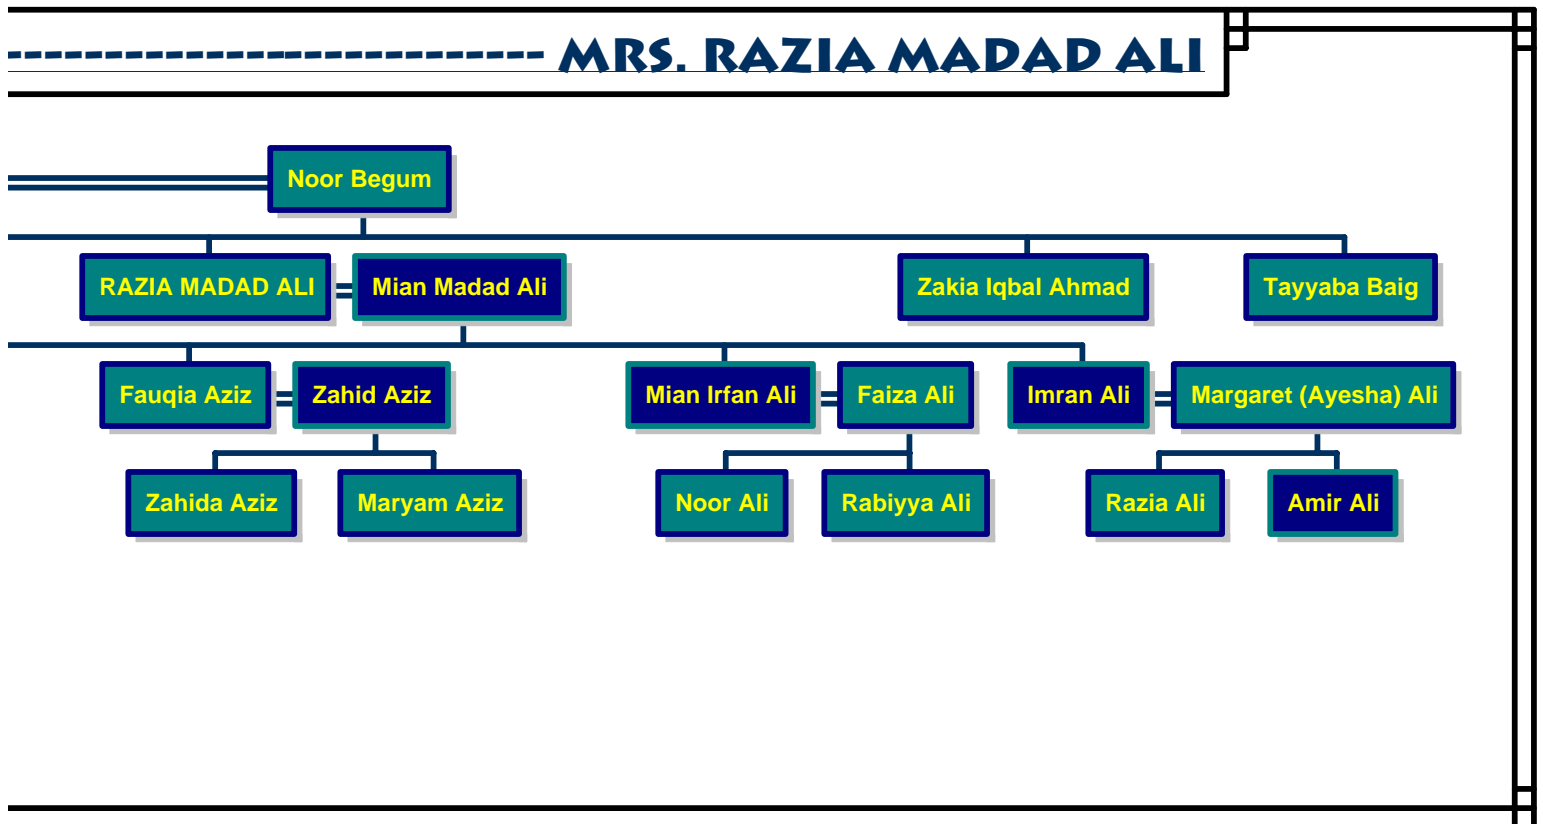 ---------------------------- MRS. RAZIA MADAD ALI
Noor Begum
RAZIA MADAD ALI Mian Madad Ali Zakia Iqbal Ahmad Tayyaba Baig
Fauqia Aziz Zahid Aziz Mian Irfan Ali Faiza Ali Imran Ali Margaret (Ayesha) Ali
Zahida Aziz Maryam Aziz Noor Ali Rabiyya Ali Razia Ali Amir Ali